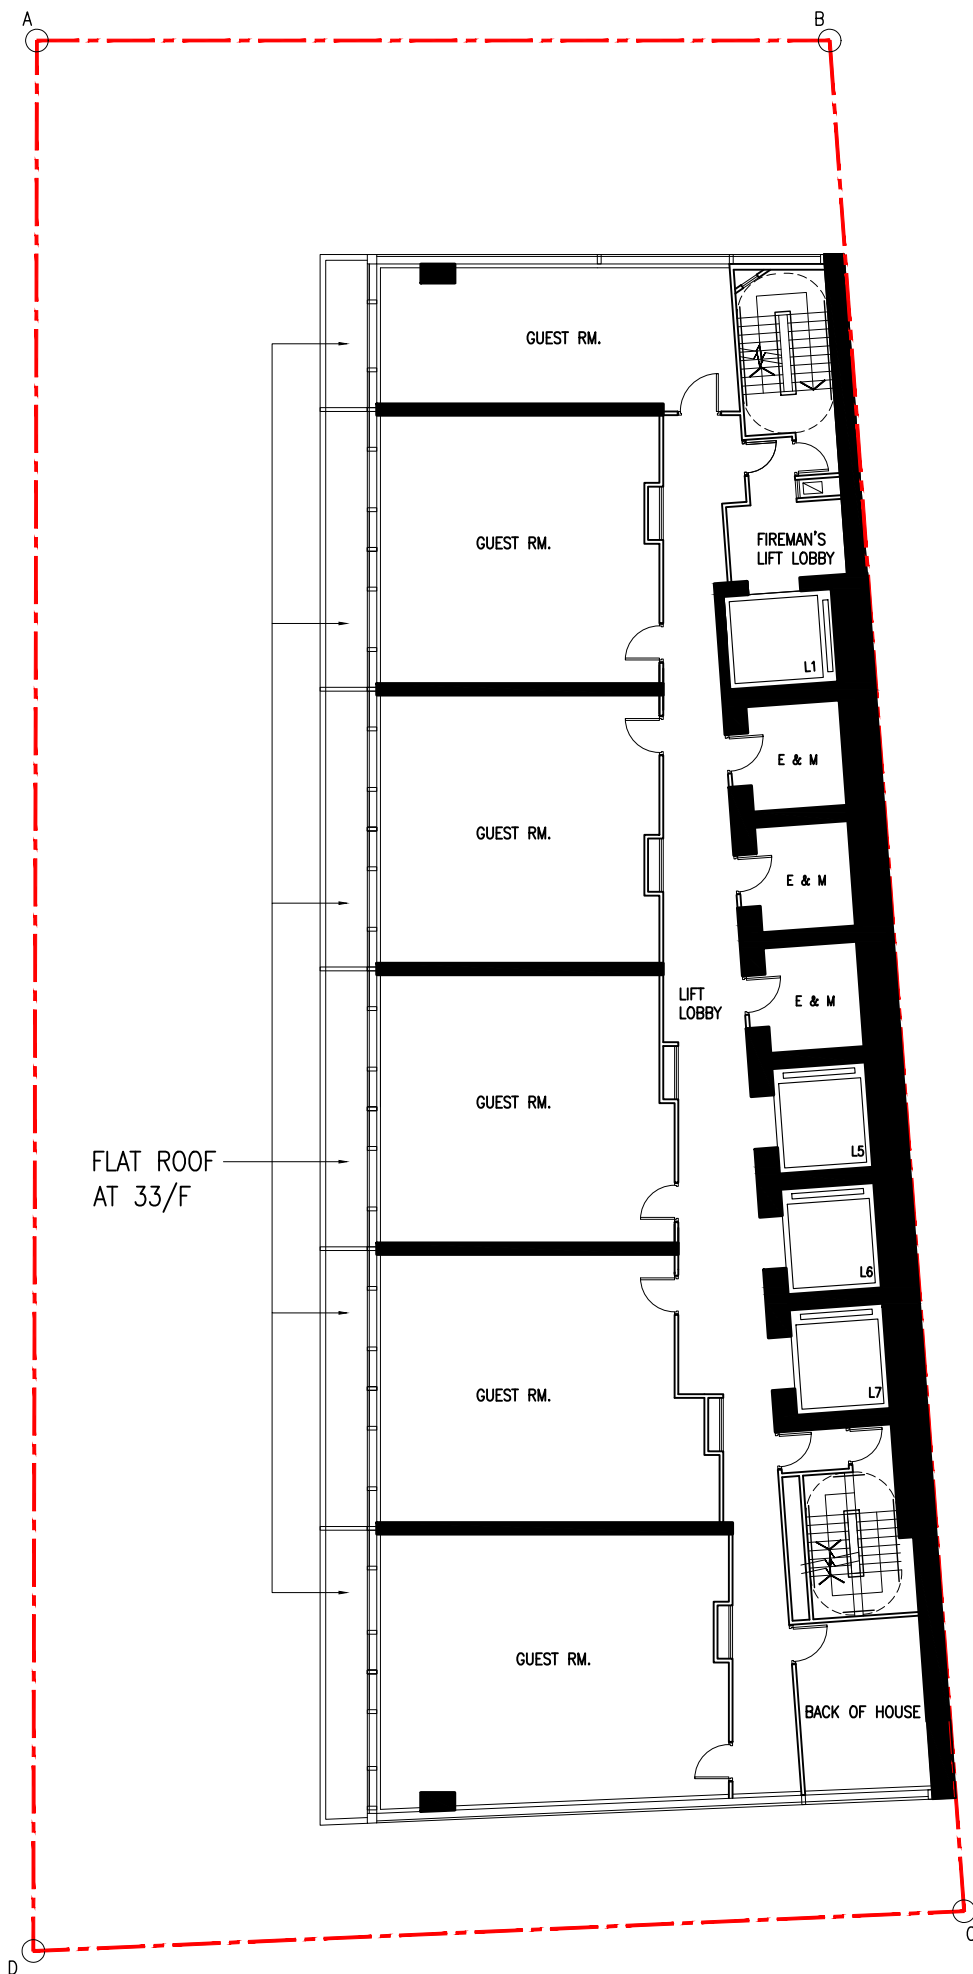 A
B
GUEST RM.
GUEST RM.
FIREMAN'S
LIFT LOBBY
L1
E & M
GUEST RM.
E & M
LIFT
LOBBY
E & M
GUEST RM.
L5
FLAT ROOF
AT 33/F
L6
L7
GUEST RM.
GUEST RM.
BACK OF HOUSE
C
D